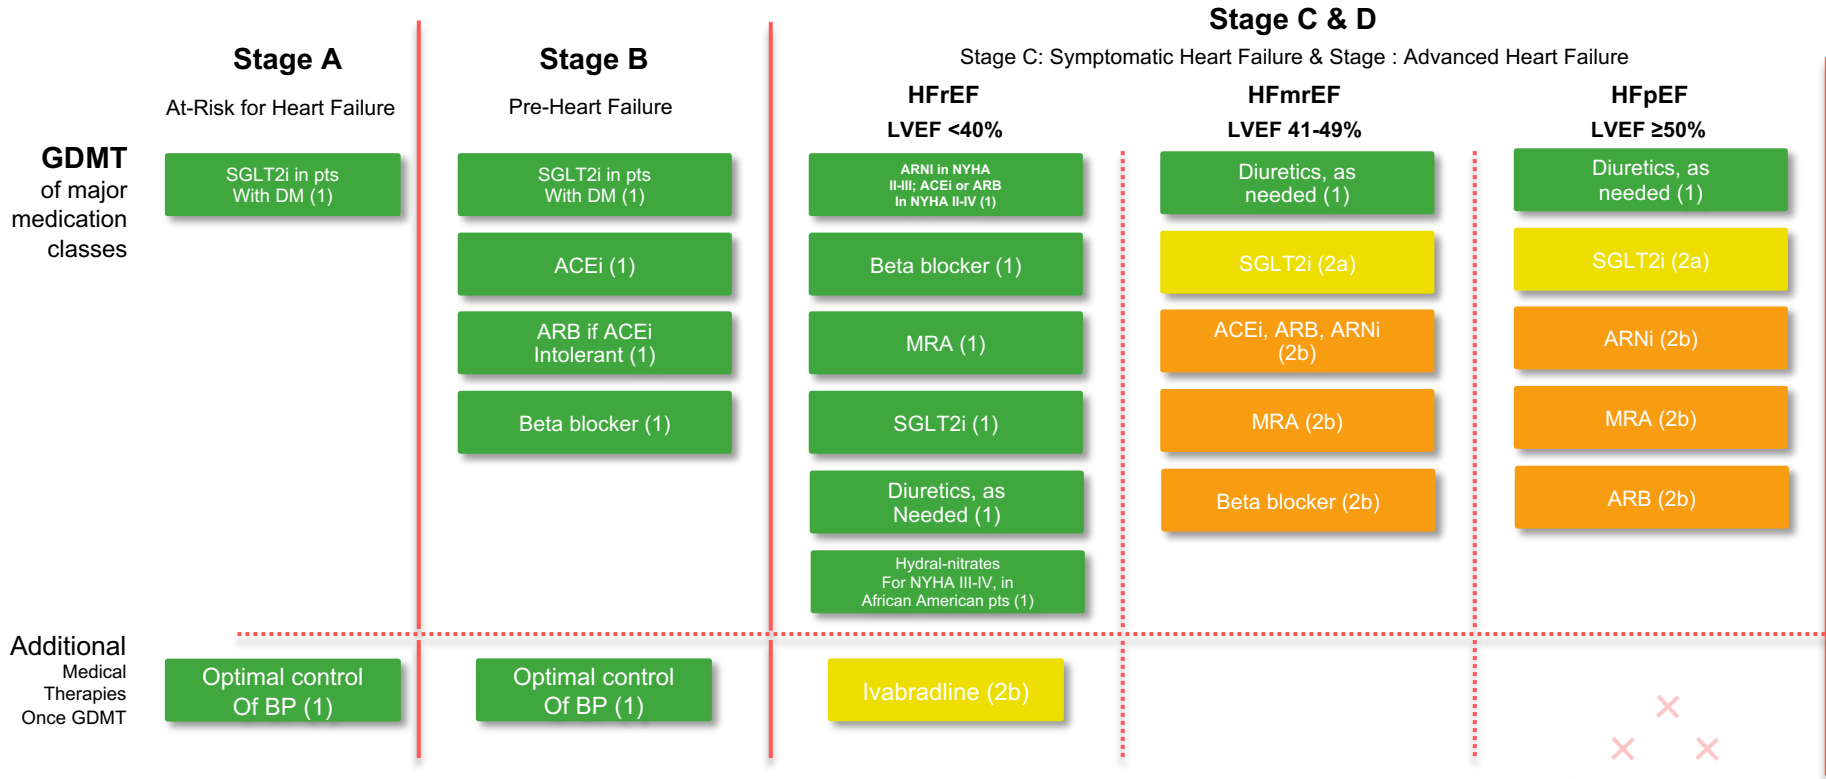 Stage A
At-Risk for Heart Failure
Stage B
Pre-Heart Failure
Stage C & D
Stage C: Symptomatic Heart Failure & Stage : Advanced Heart Failure
HFrEF
LVEF <40%
HFmrEF
LVEF 41-49%
HFpEF
LVEF ≥50%
GDMT
of major
medication
classes
SGLT2i in pts
With DM (1)
SGLT2i in pts
With DM (1)
ACEi (1)
ARB if ACEi
Intolerant (1)
Beta blocker (1)
ARNI in NYHA
II-III; ACEi or ARB
In NYHA II-IV (1)
Beta blocker (1)
MRA (1)
SGLT2i (1)
Diuretics, as
Needed (1)
Hydral-nitrates
For NYHA III-IV, in
African American pts (1)
Diuretics, as
needed (1)
SGLT2i (2a)
ACEi, ARB, ARNi
(2b)
MRA (2b)
Beta blocker (2b)
Diuretics, as
needed (1)
SGLT2i (2a)
ARNi (2b)
MRA (2b)
ARB (2b)
Additional
Medical
Therapies
Once GDMT
Optimal control
Of BP (1)
Optimal control
Of BP (1)
Ivabradline (2b)